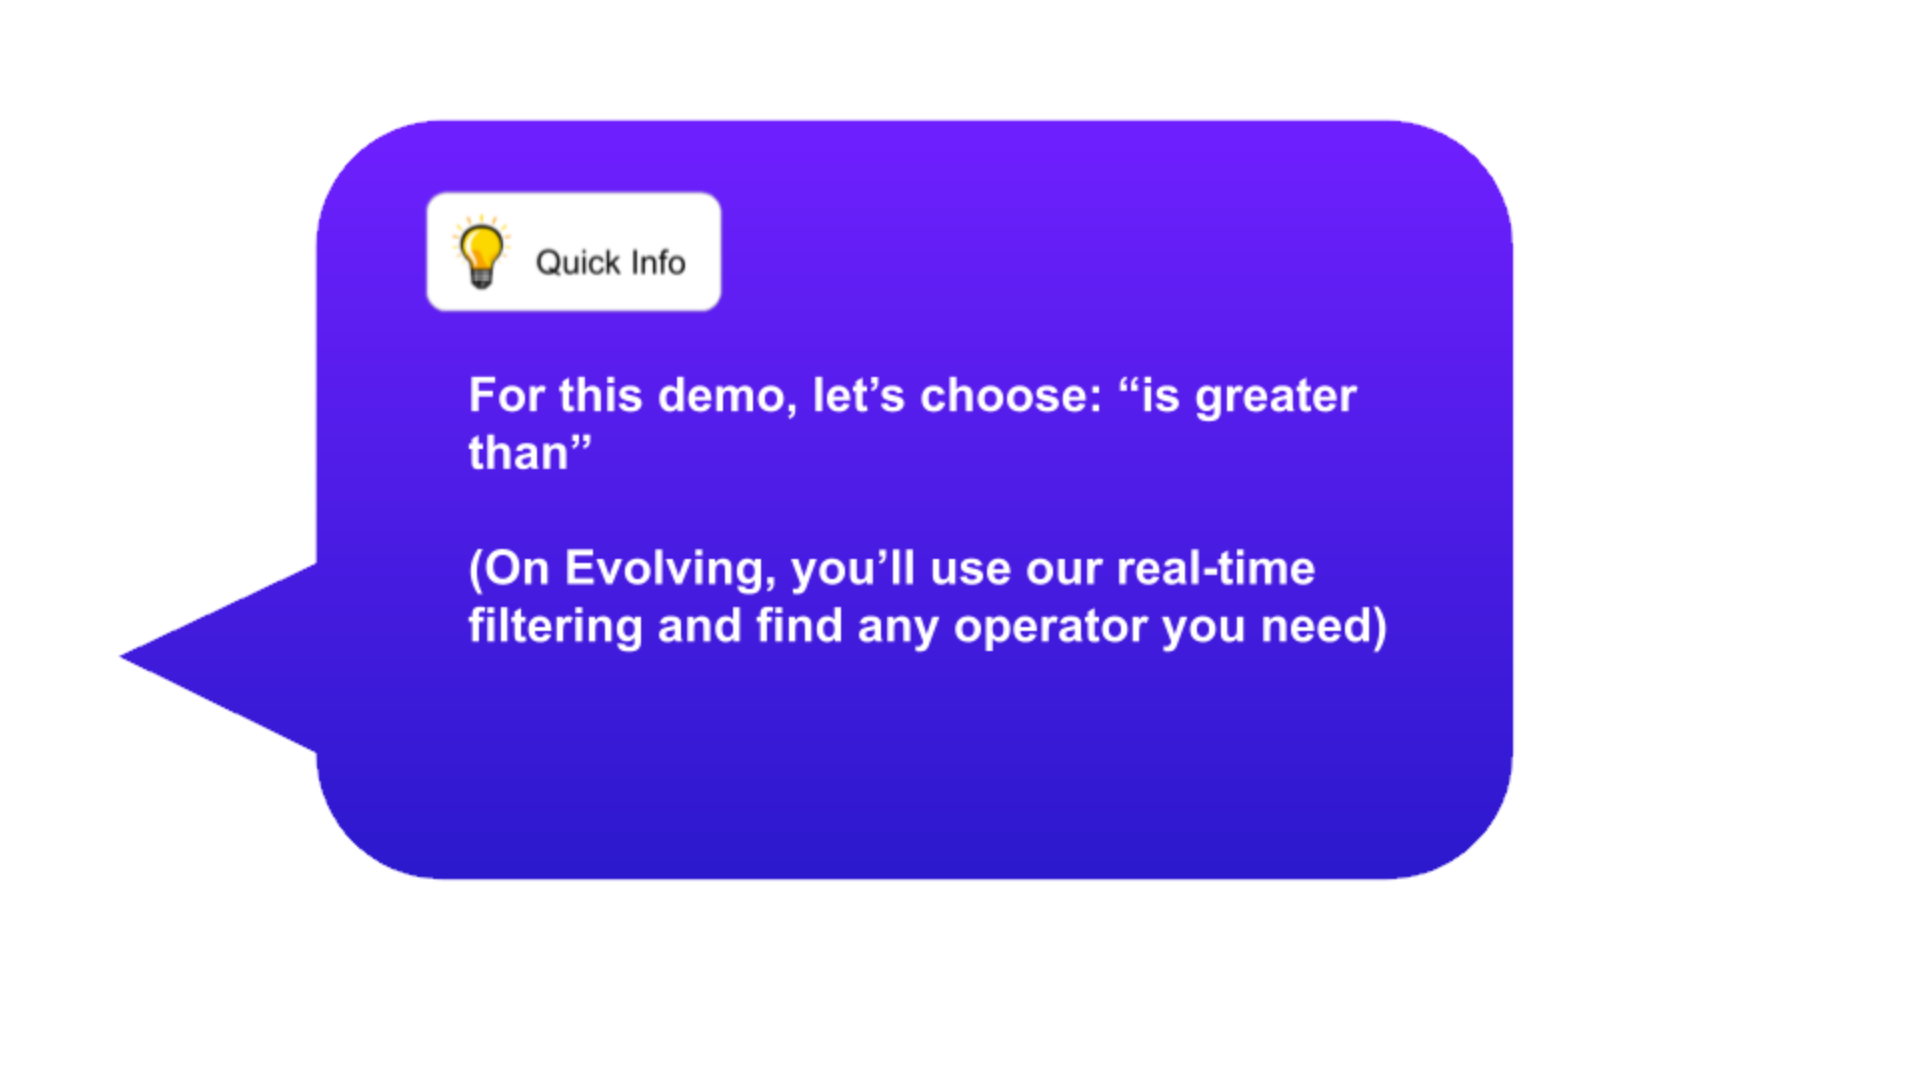 Quick Info
For this demo, let’s choose: “is greater
than”
(On Evolving, you’ll use our real-time
filtering and find any operator you need)